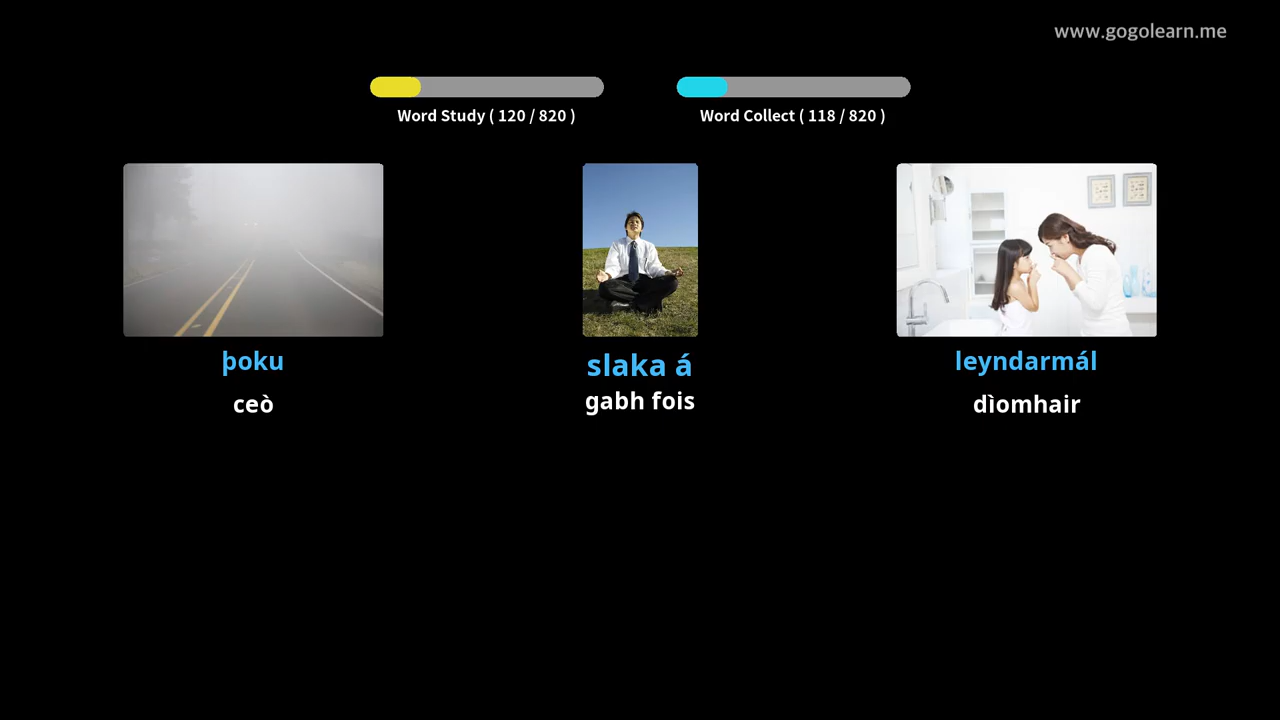 www.gogolearn.me
Word Study ( 120 / 820 )
Word Collect ( 118 / 820 )
þoku
ceò
slaka á
gabh fois
leyndarmál
dìomhair